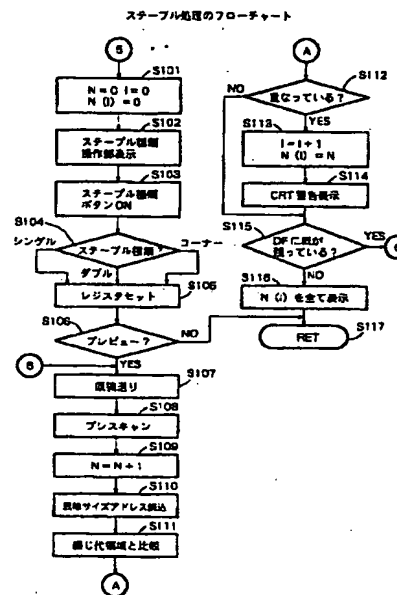 ステープル処理のフローチャート
S101
N=0 I=0
N(I)=0
S102
ステープル種類
操作部表示
S103
ステープル種類
ボタンON
S104
シングル
ステープル種類?
コーナー
ダブル
レジスタセット
S105
S106
プレビュー?
NO
YES
S107
原稿送り
S108
プレスキャン
S109
N=N+1
S110
原稿サイズアドレス読込
S111
綴じ代領域と比較
A
A
S112
重なっている?
NO
YES
S113
I=I+1
N(I)=N
S114
CRT警告表示
S115
DFに紙が
残っている?
YES
NO
S116
N(i)を全て表示
S117
RET